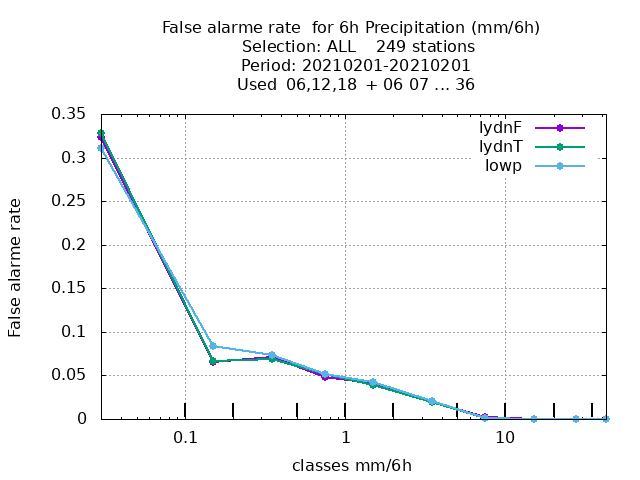 False alarme rate  for 6h Precipitation (mm/6h)
Selection: ALL    249 stations
Period: 20210201-20210201
Used  06,12,18  + 06 07 ... 36
lydnF
lydnT
lowp
0.35
0.3
0.25
0.2
0.15
0.1
0.05
0
False alarme rate
0.1
1
10
classes mm/6h